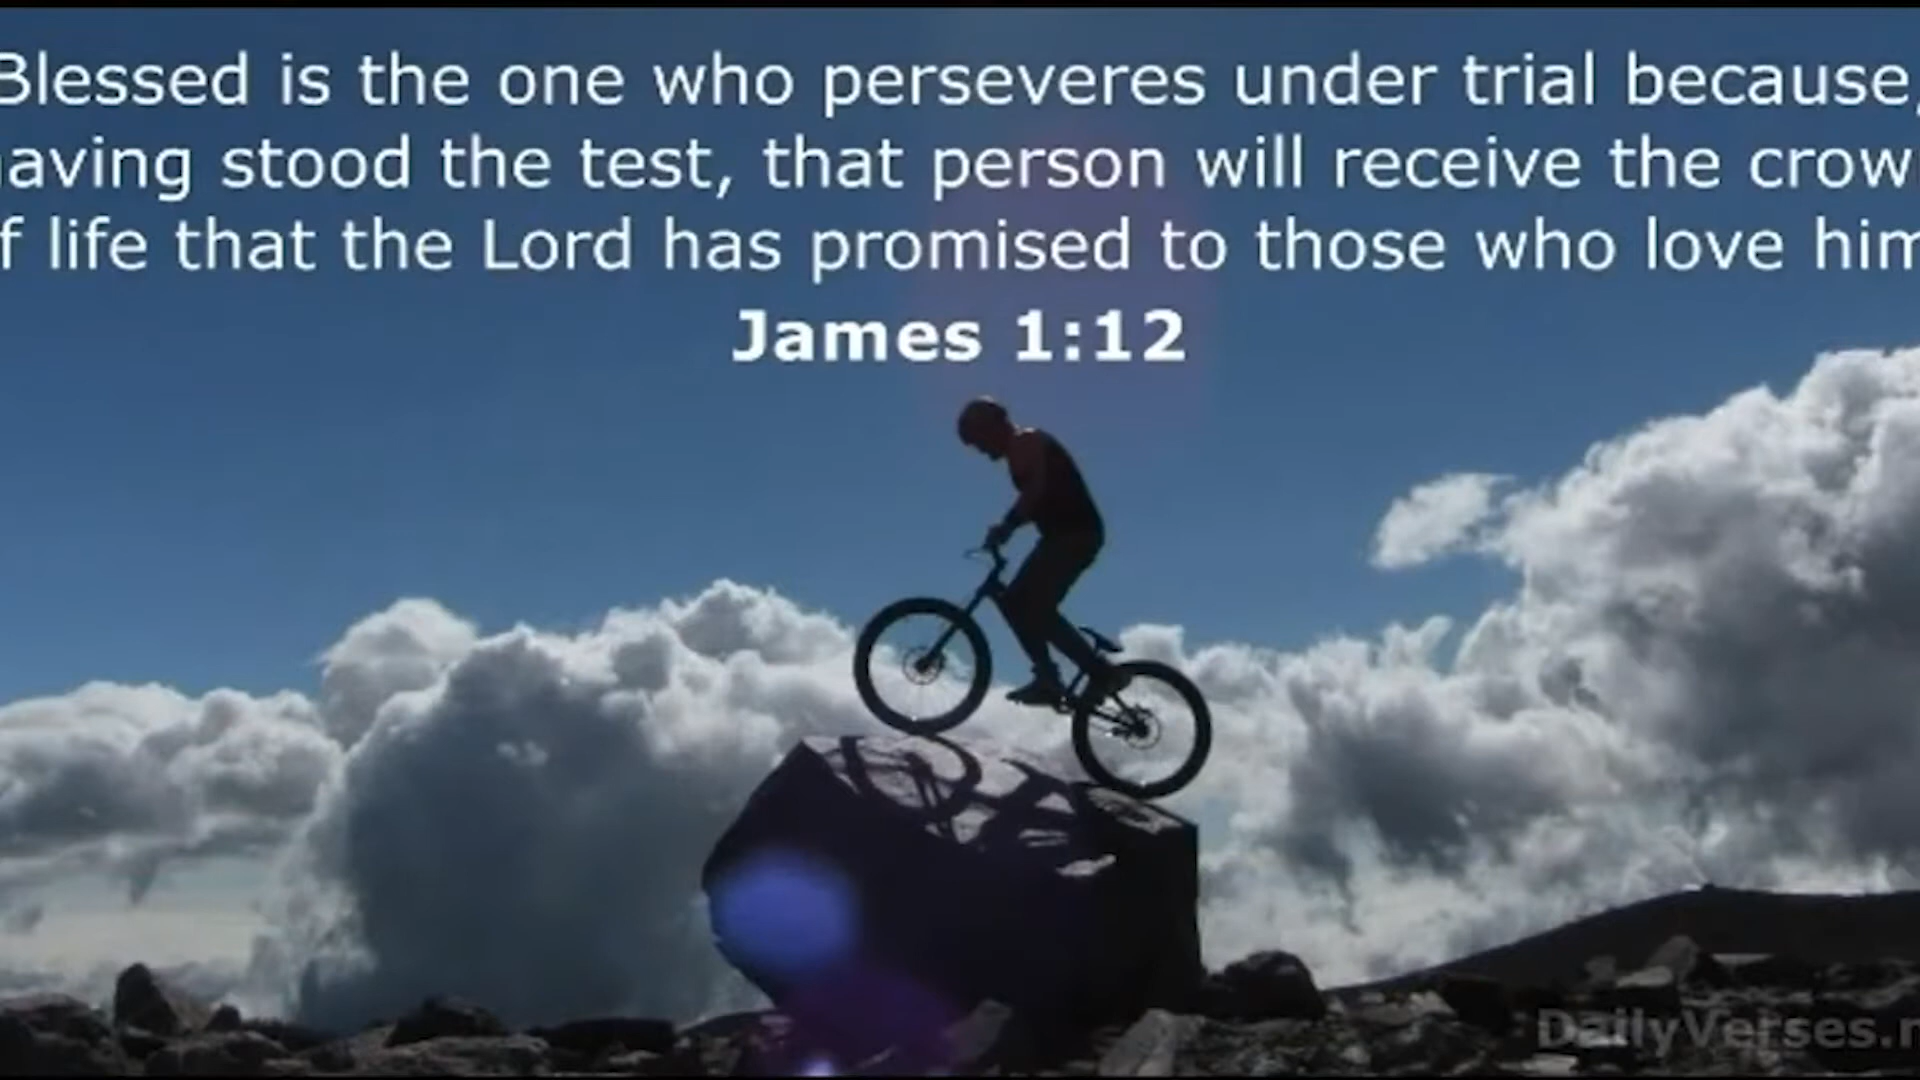 Blessed is the one who perseveres under trial because,
aving stood the test, that person will receive the crow
f life that the Lord has promised to those who love him
James 1:12
DailyVerses.n